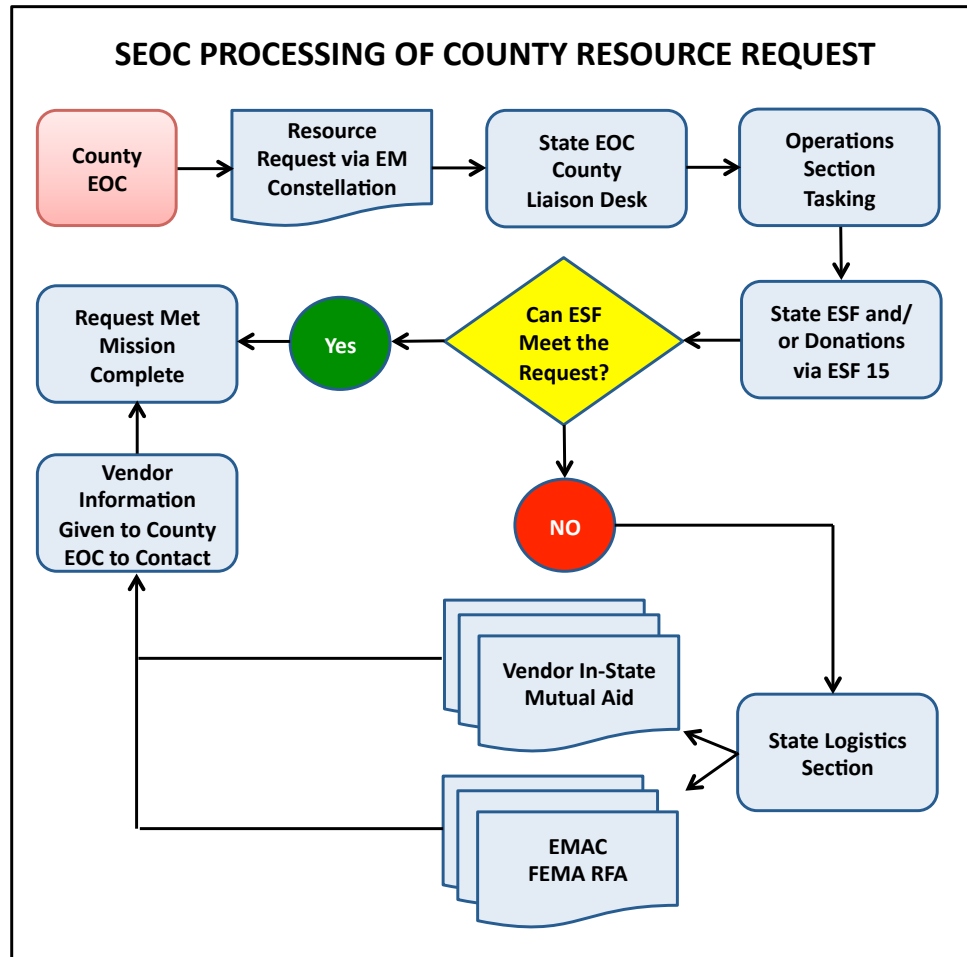 SEOC PROCESSING OF COUNTY RESOURCE REQUEST
County
EOC
Resource
Request via EM
Constellation
State EOC
County
Liaison Desk
Operations
Section
Tasking
State ESF and/
or Donations
via ESF 15
Can ESF
Meet the
Request?
Yes
Request Met
Mission
Complete
NO
Vendor
Information
Given to County
EOC to Contact
Vendor In-State
Mutual Aid
State Logistics
Section
EMAC
FEMA RFA